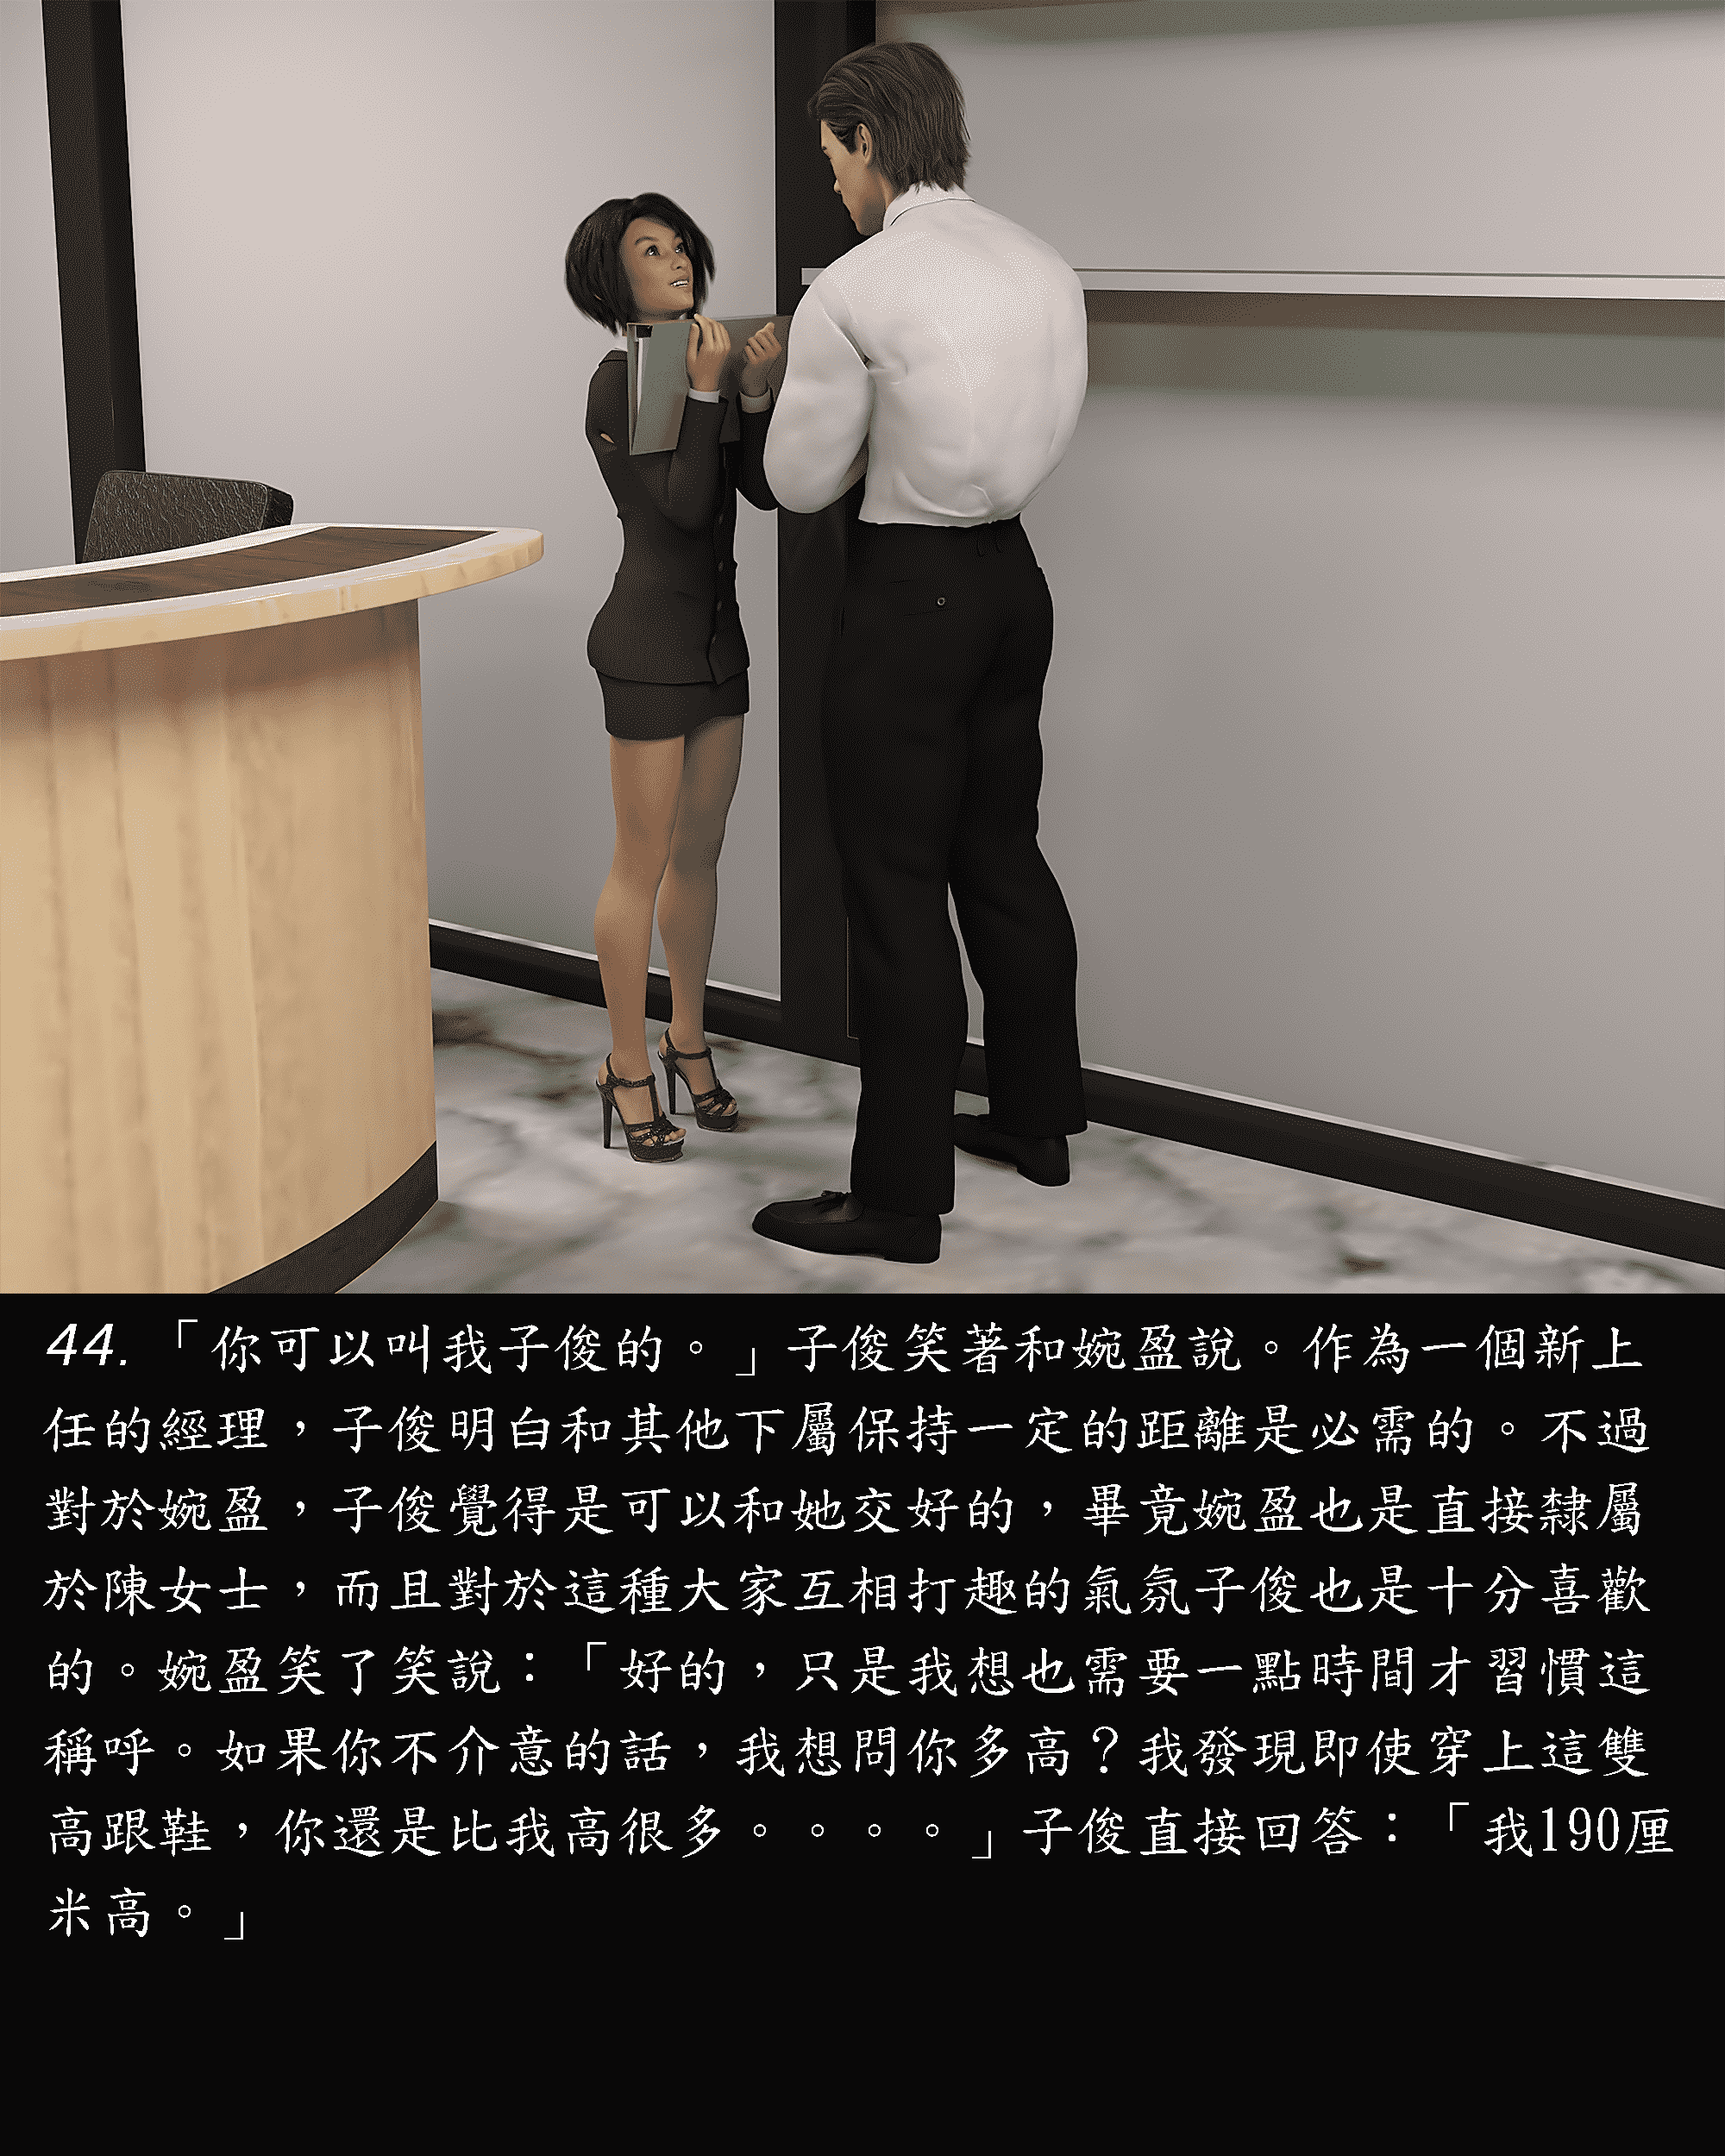 44.「你可以叫我子俊的。」子俊笑著和婉盈說。作為一個新上
任的經理，子俊明白和其他下屬保持一定的距離是必需的。不過
對於婉盈，子俊覺得是可以和她交好的，畢竟婉盈也是直接隸屬
於陳女士，而且對於這種大家互相打趣的氣氛子俊也是十分喜歡
的。婉盈笑了笑說：「好的，只是我想也需要一點時間才習慣這
稱呼。如果你不介意的話，我想問你多高？我發現即使穿上這雙
高跟鞋，你還是比我高很多。。。。」子俊直接回答：「我190厘
米高。」